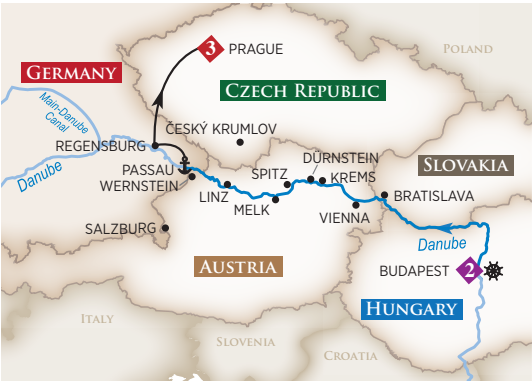 POLAND
3
PRAGUE
GERMANY
CZECH REPUBLIC
Main-Danube
Canal
ČESKÝ KRUMLOV
REGENSBURG
DÜRNSTEIN
SLOVAKIA
Danube
PASSAU
WERNSTEIN
SPITZ
KREMS
LINZ
MELK
BRATISLAVA
VIENNA
SALZBURG
Danube
AUSTRIA
BUDAPEST
2
HUNGARY
ITALY
SLOVENIA
CROATIA